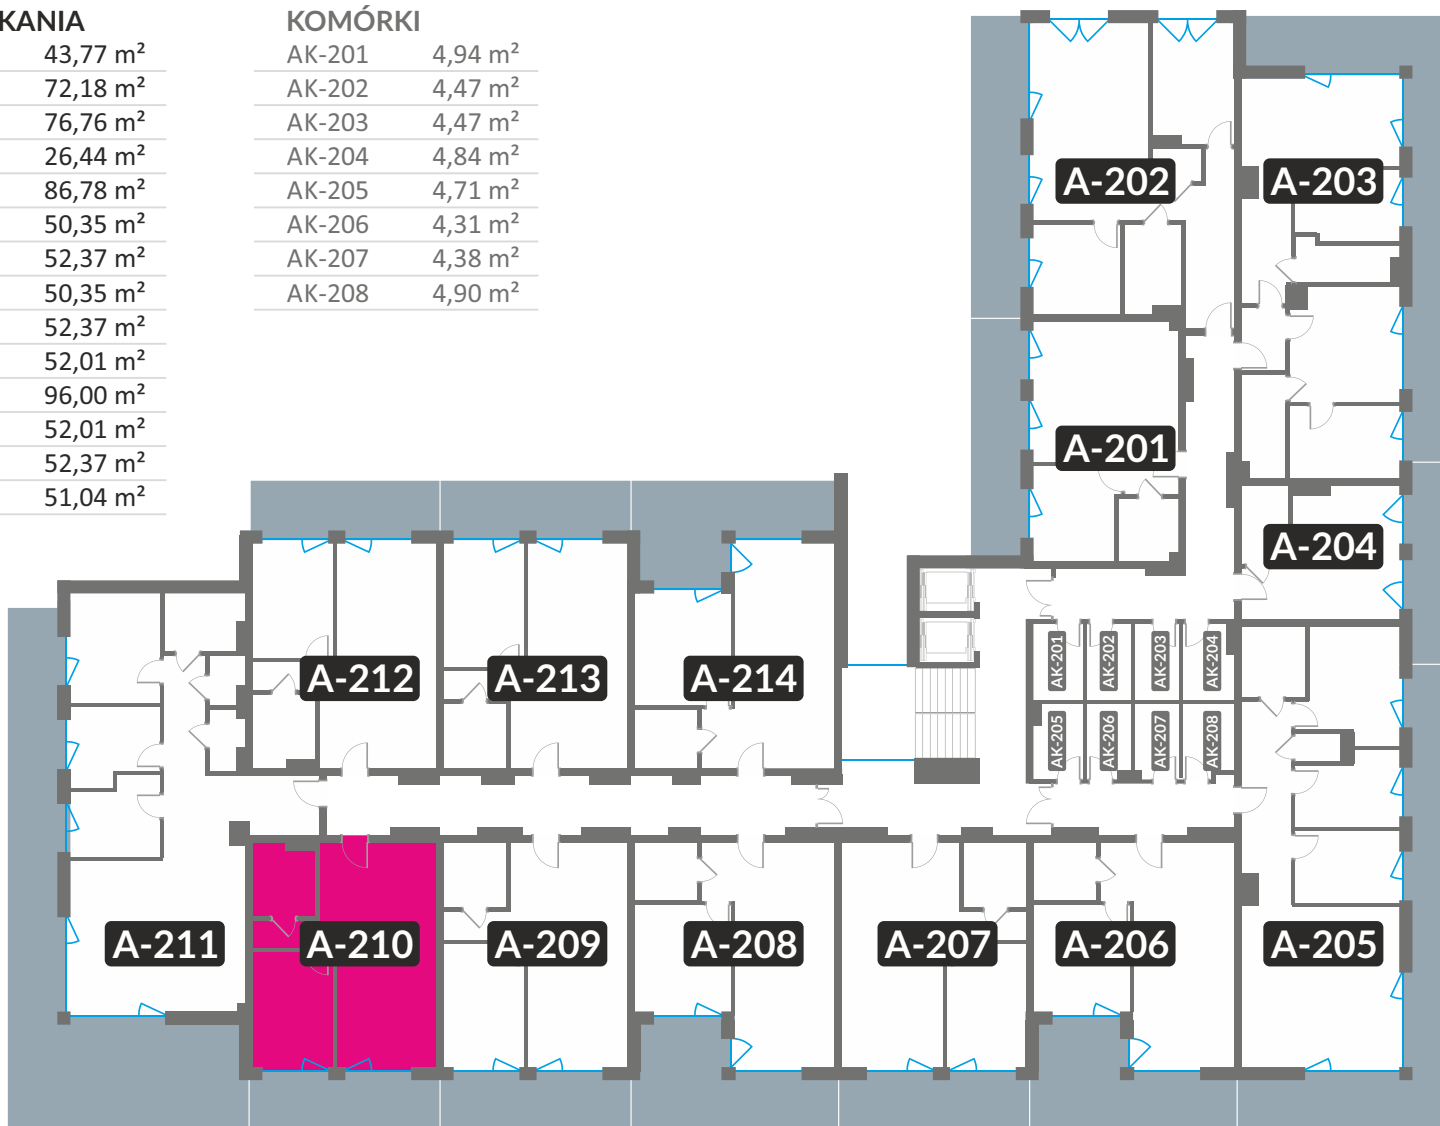 KANIA
43,77 m²
72,18 m²
76,76 m²
26,44 m²
86,78 m²
50,35 m²
52,37 m²
50,35 m²
52,37 m²
52,01 m²
96,00 m²
52,01 m²
52,37 m²
51,04 m²
KOMÓRKI
AK-201 4,94 m²
AK-202 4,47 m²
AK-203 4,47 m²
AK-204 4,84 m²
AK-205 4,71 m²
AK-206 4,31 m²
AK-207 4,38 m²
AK-208 4,90 m²
A-202
A-203
A-201
A-204
AK-201
AK-202
AK-203
AK-204
A-212
A-213
A-214
AK-205
AK-206
AK-207
AK-208
A-211
A-210
A-209
A-208
A-207
A-206
A-205